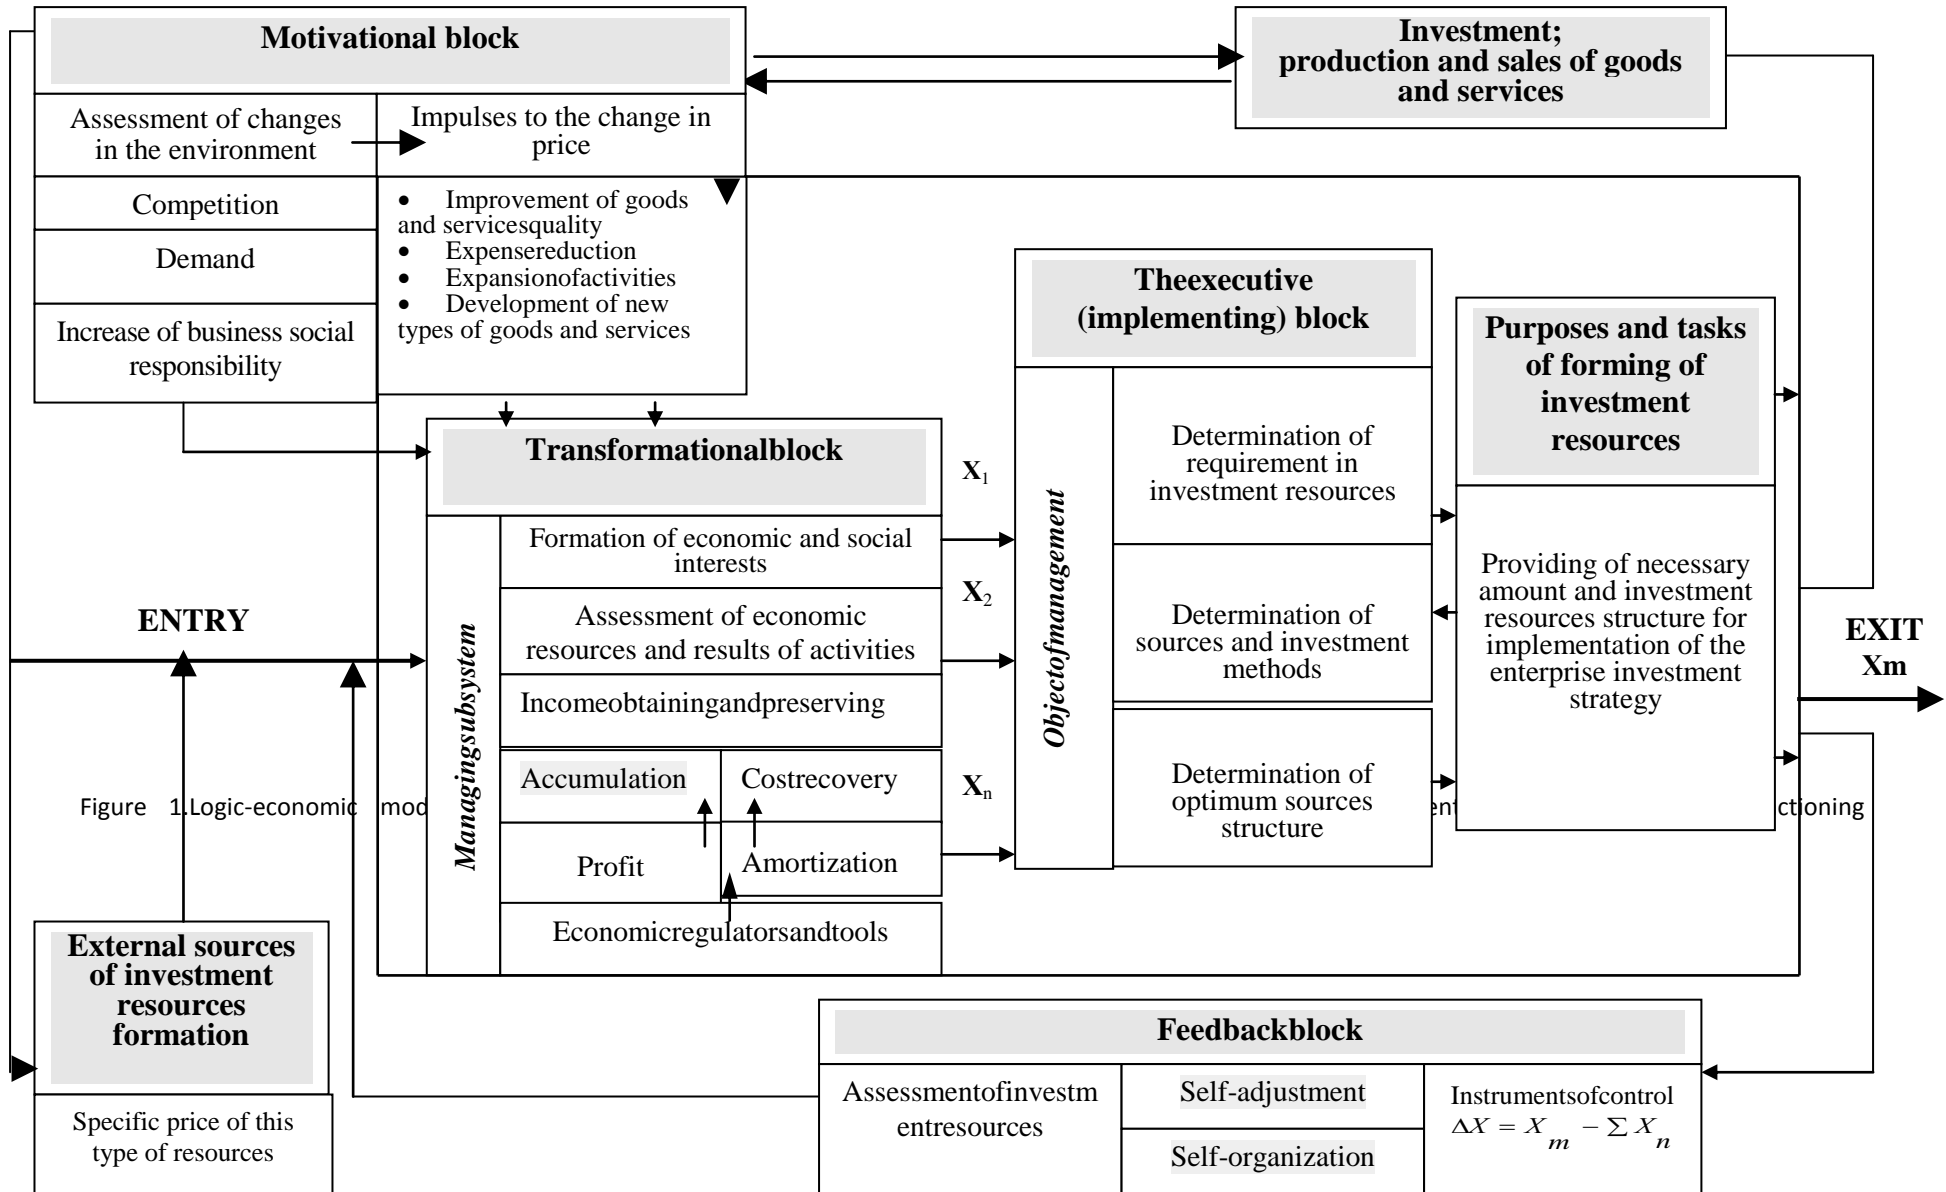 Motivational block
Assessment of changes
in the environment
Impulses to the change in
price
Competition
Demand
Increase of business social
responsibility
• Improvement of goods
and servicesquality
• Expensereduction
• Expansionofactivities
• Development of new
types of goods and services
Investment;
production and sales of goods
and services
Transformationalblock
Managingsubsystem
Formation of economic and social
interests
Assessment of economic
resources and results of activities
Incomeobtainingandpreserving
Accumulation
Costrecovery
Profit
Amortization
Economicregulatorsandtools
X1
X2
Xn
Theexecutive
(implementing) block
Objectofmanagement
Determination of
requirement in
investment resources
Determination of
sources and investment
methods
Determination of
optimum sources
structure
Purposes and tasks
of forming of
investment
resources
Providing of necessary
amount and investment
resources structure for
implementation of the
enterprise investment
strategy
ENTRY
EXIT
Xm
Figure 1.Logic-economic mod ent ctioning
External sources
of investment
resources
formation
Specific price of this
type of resources
Feedbackblock
Assessmentofinvestm
entresources
Self-adjustment
Self-organization
Instrumentsofcontrol
ΔX = X m − Σ X n